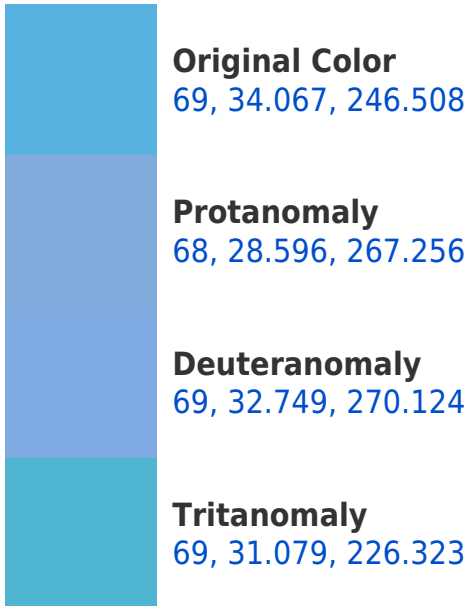 Original Color
69, 34.067, 246.508
Protanomaly
68, 28.596, 267.256
Deuteranomaly
69, 32.749, 270.124
Tritanomaly
69, 31.079, 226.323